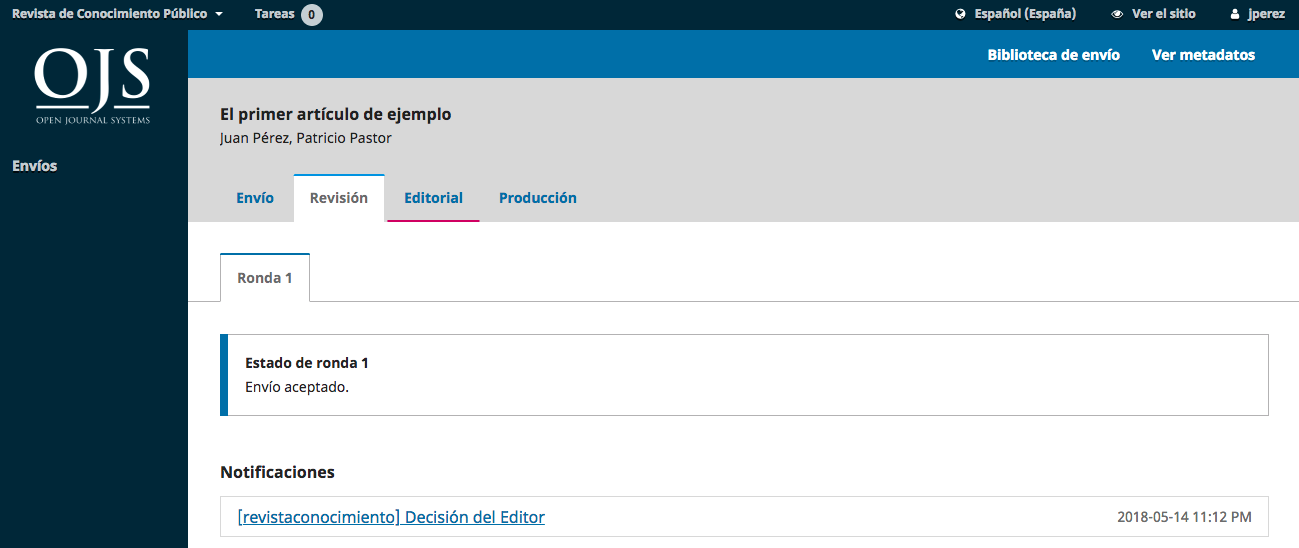 Revista de Conocimiento Público Tareas 0 Español (España) Ver el sitio jperez
OJS
OPEN JOURNAL SYSTEMS
Biblioteca de envío Ver metadatos
El primer artículo de ejemplo
Juan Pérez, Patricio Pastor
Envíos
Envío Revisión Editorial Producción
Ronda 1
Estado de ronda 1
Envío aceptado.
Notificaciones
[revistaconocimiento] Decisión del Editor 2018-05-14 11:12 PM